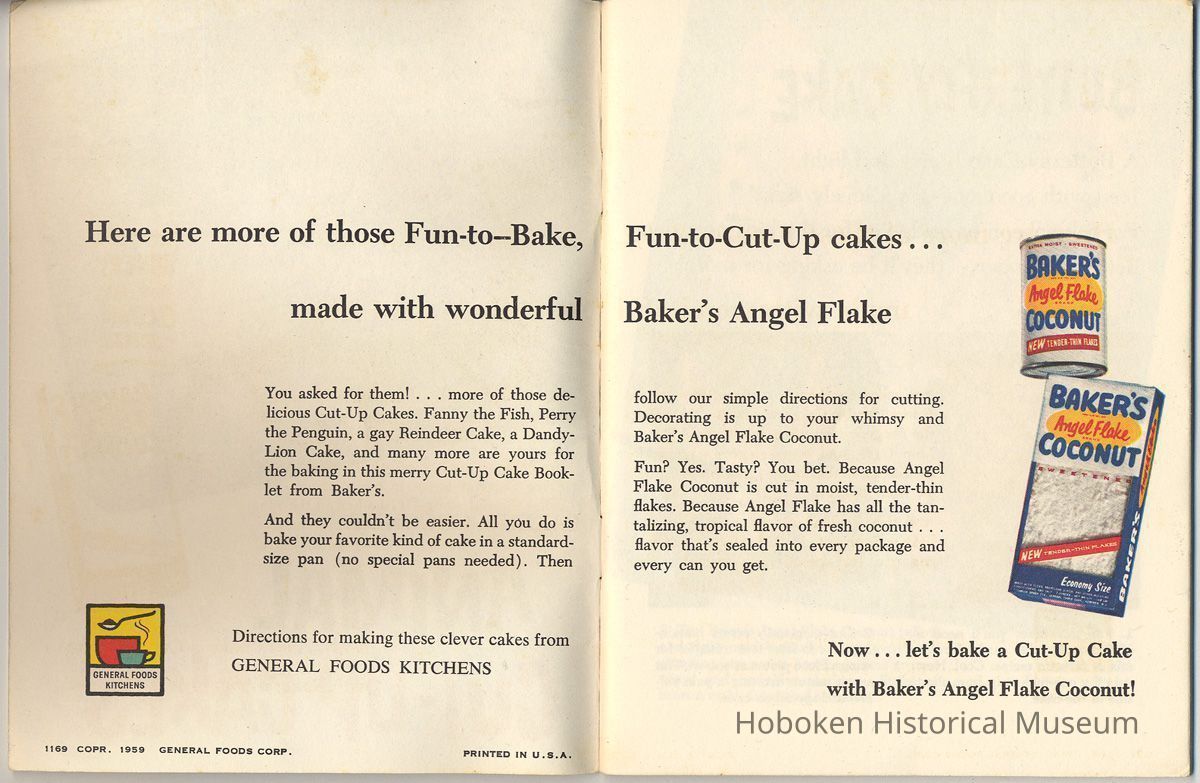 Here are more of those Fun-to-Bake, Fun-to-Cut-Up cakes . . .
made with wonderful Baker's Angel Flake
You asked for them! . . . more of those de-
licious Cut-Up Cakes. Fanny the Fish, Perry
the Penguin, a gay Reindeer Cake, a Dandy-
Lion Cake, and many more are yours for
the baking in this merry Cut-Up Cake Book-
let from Baker's.
And they couldn't be easier. All you do is
bake your favorite kind of cake in a standard-
size pan (no special pans needed). Then
follow our simple directions for cutting.
Decorating is up to your whimsy and
Baker's Angel Flake Coconut.
Fun? Yes. Tasty? You bet. Because Angel
Flake Coconut is cut in moist, tender-thin
flakes. Because Angel Flake has all the tan-
talizing, tropical flavor of fresh coconut . . .
flavor that's sealed into every package and
every can you get.
EXTRA MOIST · SWEETENED
BAKER'S
Angel Flake
BRAND
COCONUT
NEW TENDER-THIN FLAKES
BAKER'S
Angel Flake
COCONUT
SWEETENED
NEW TENDER-THIN FLAKES
Economy Size
BAKER'S
GENERAL FOODS
KITCHENS
Directions for making these clever cakes from
GENERAL FOODS KITCHENS
Now . . . let's bake a Cut-Up Cake
with Baker's Angel Flake Coconut!
1169 COPR. 1959 GENERAL FOODS CORP.
PRINTED IN U.S.A.
Hoboken Historical Museum